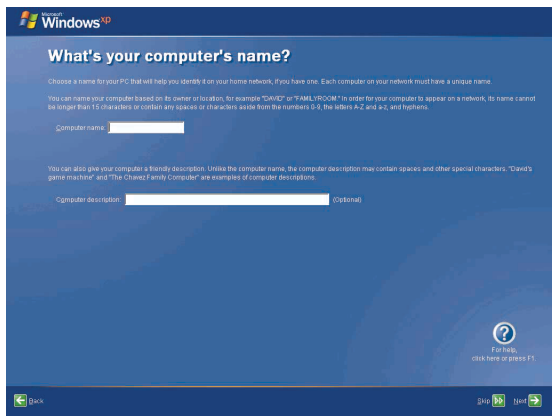 Microsoft
Windows xp
What's your computer's name?
Choose a name for your PC that will help you identify it on your home network, if you have one. Each computer on your network must have a unique name.
You can name your computer based on its owner or location, for example "DAVID" or "FAMILYROOM." In order for your computer to appear on a network, its name cannot
be longer than 15 characters or contain any spaces or characters aside from the numbers 0-9, the letters A-Z and a-z, and hyphens.
Computer name:
You can also give your computer a friendly description. Unlike the computer name, the computer description may contain spaces and other special characters. "David's
game machine" and "The Chavez Family Computer" are examples of computer descriptions.
Computer description: (Optional)
?
For help,
click here or press F1.
Back Skip Next